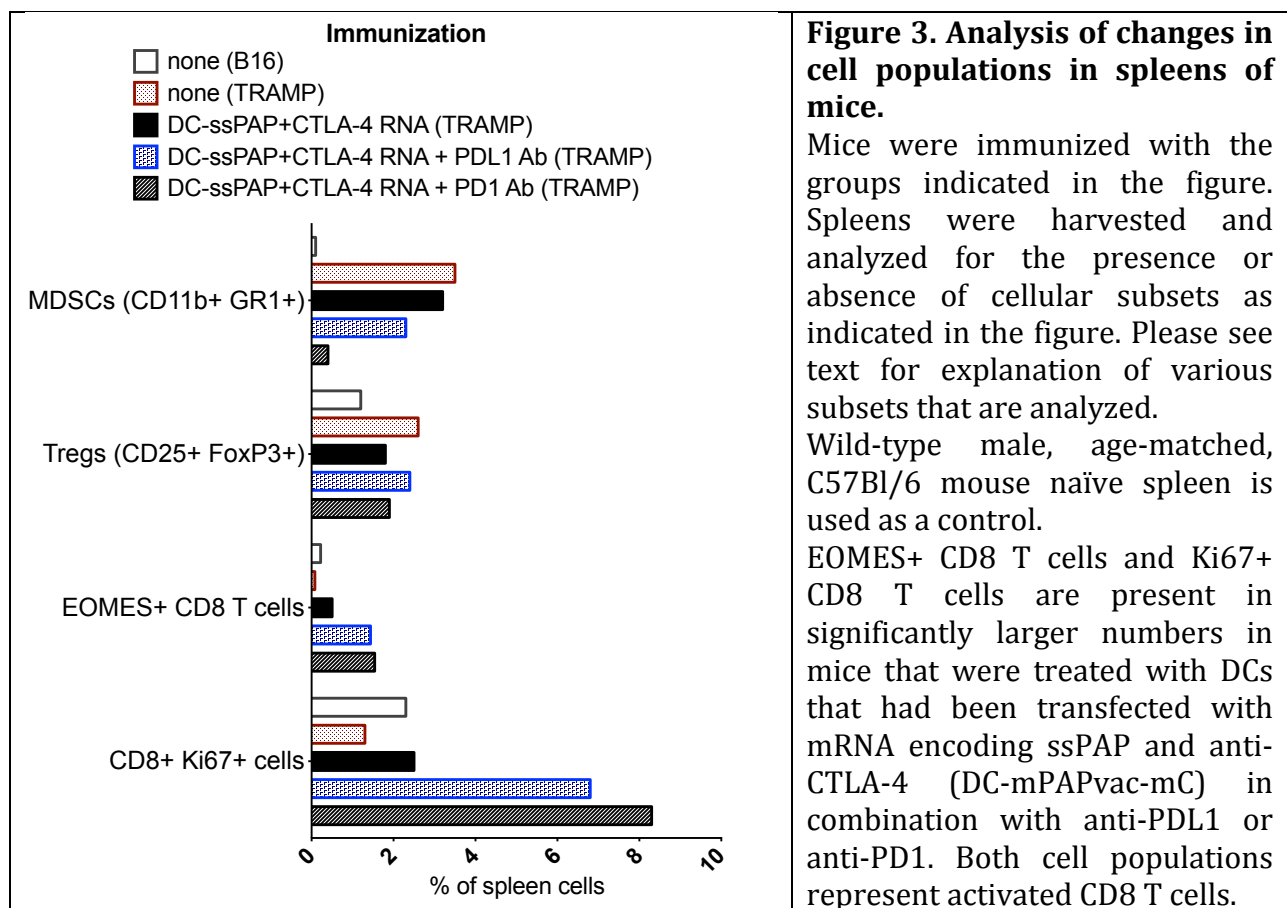 Immunization
none (B16)
none (TRAMP)
DC-ssPAP+CTLA-4 RNA (TRAMP)
DC-ssPAP+CTLA-4 RNA + PDL1 Ab (TRAMP)
DC-ssPAP+CTLA-4 RNA + PD1 Ab (TRAMP)
MDSCs (CD11b+ GR1+)
Tregs (CD25+ FoxP3+)
EOMES+ CD8 T cells
CD8+ Ki67+ cells
0 2 4 6 8 10
% of spleen cells
Figure 3. Analysis of changes in
cell populations in spleens of
mice.
Mice were immunized with the
groups indicated in the figure.
Spleens were harvested and
analyzed for the presence or
absence of cellular subsets as
indicated in the figure. Please see
text for explanation of various
subsets that are analyzed.
Wild-type male, age-matched,
C57Bl/6 mouse naïve spleen is
used as a control.
EOMES+ CD8 T cells and Ki67+
CD8 T cells are present in
significantly larger numbers in
mice that were treated with DCs
that had been transfected with
mRNA encoding ssPAP and anti-
CTLA-4 (DC-mPAPvac-mC) in
combination with anti-PDL1 or
anti-PD1. Both cell populations
represent activated CD8 T cells.